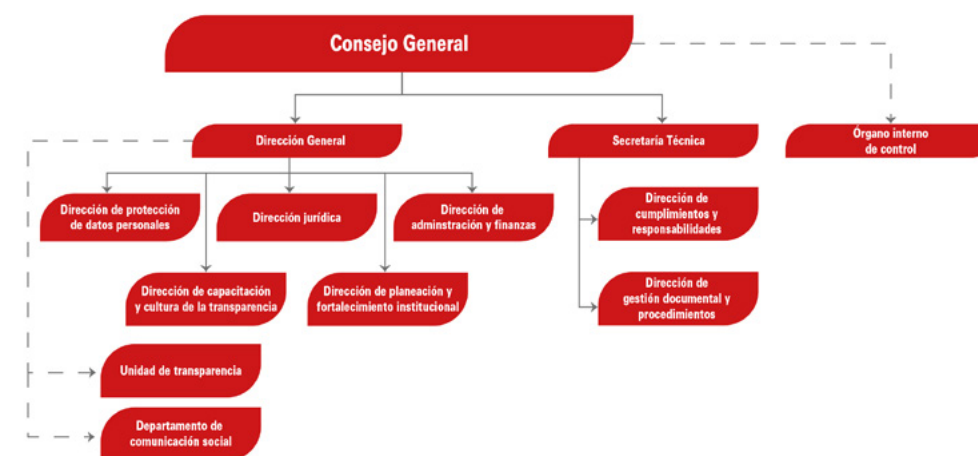 Consejo General
Dirección General
Secretaría Técnica
Órgano interno
de control
Dirección de protección
de datos personales
Dirección jurídica
Dirección de
adminstración y finanzas
Dirección de
cumplimientos y
responsabilidades
Dirección de capacitación
y cultura de la transparencia
Dirección de planeación y
fortalecimiento institucional
Dirección de
gestión documental y
procedimientos
Unidad de transparencia
Departamento de
comunicación social